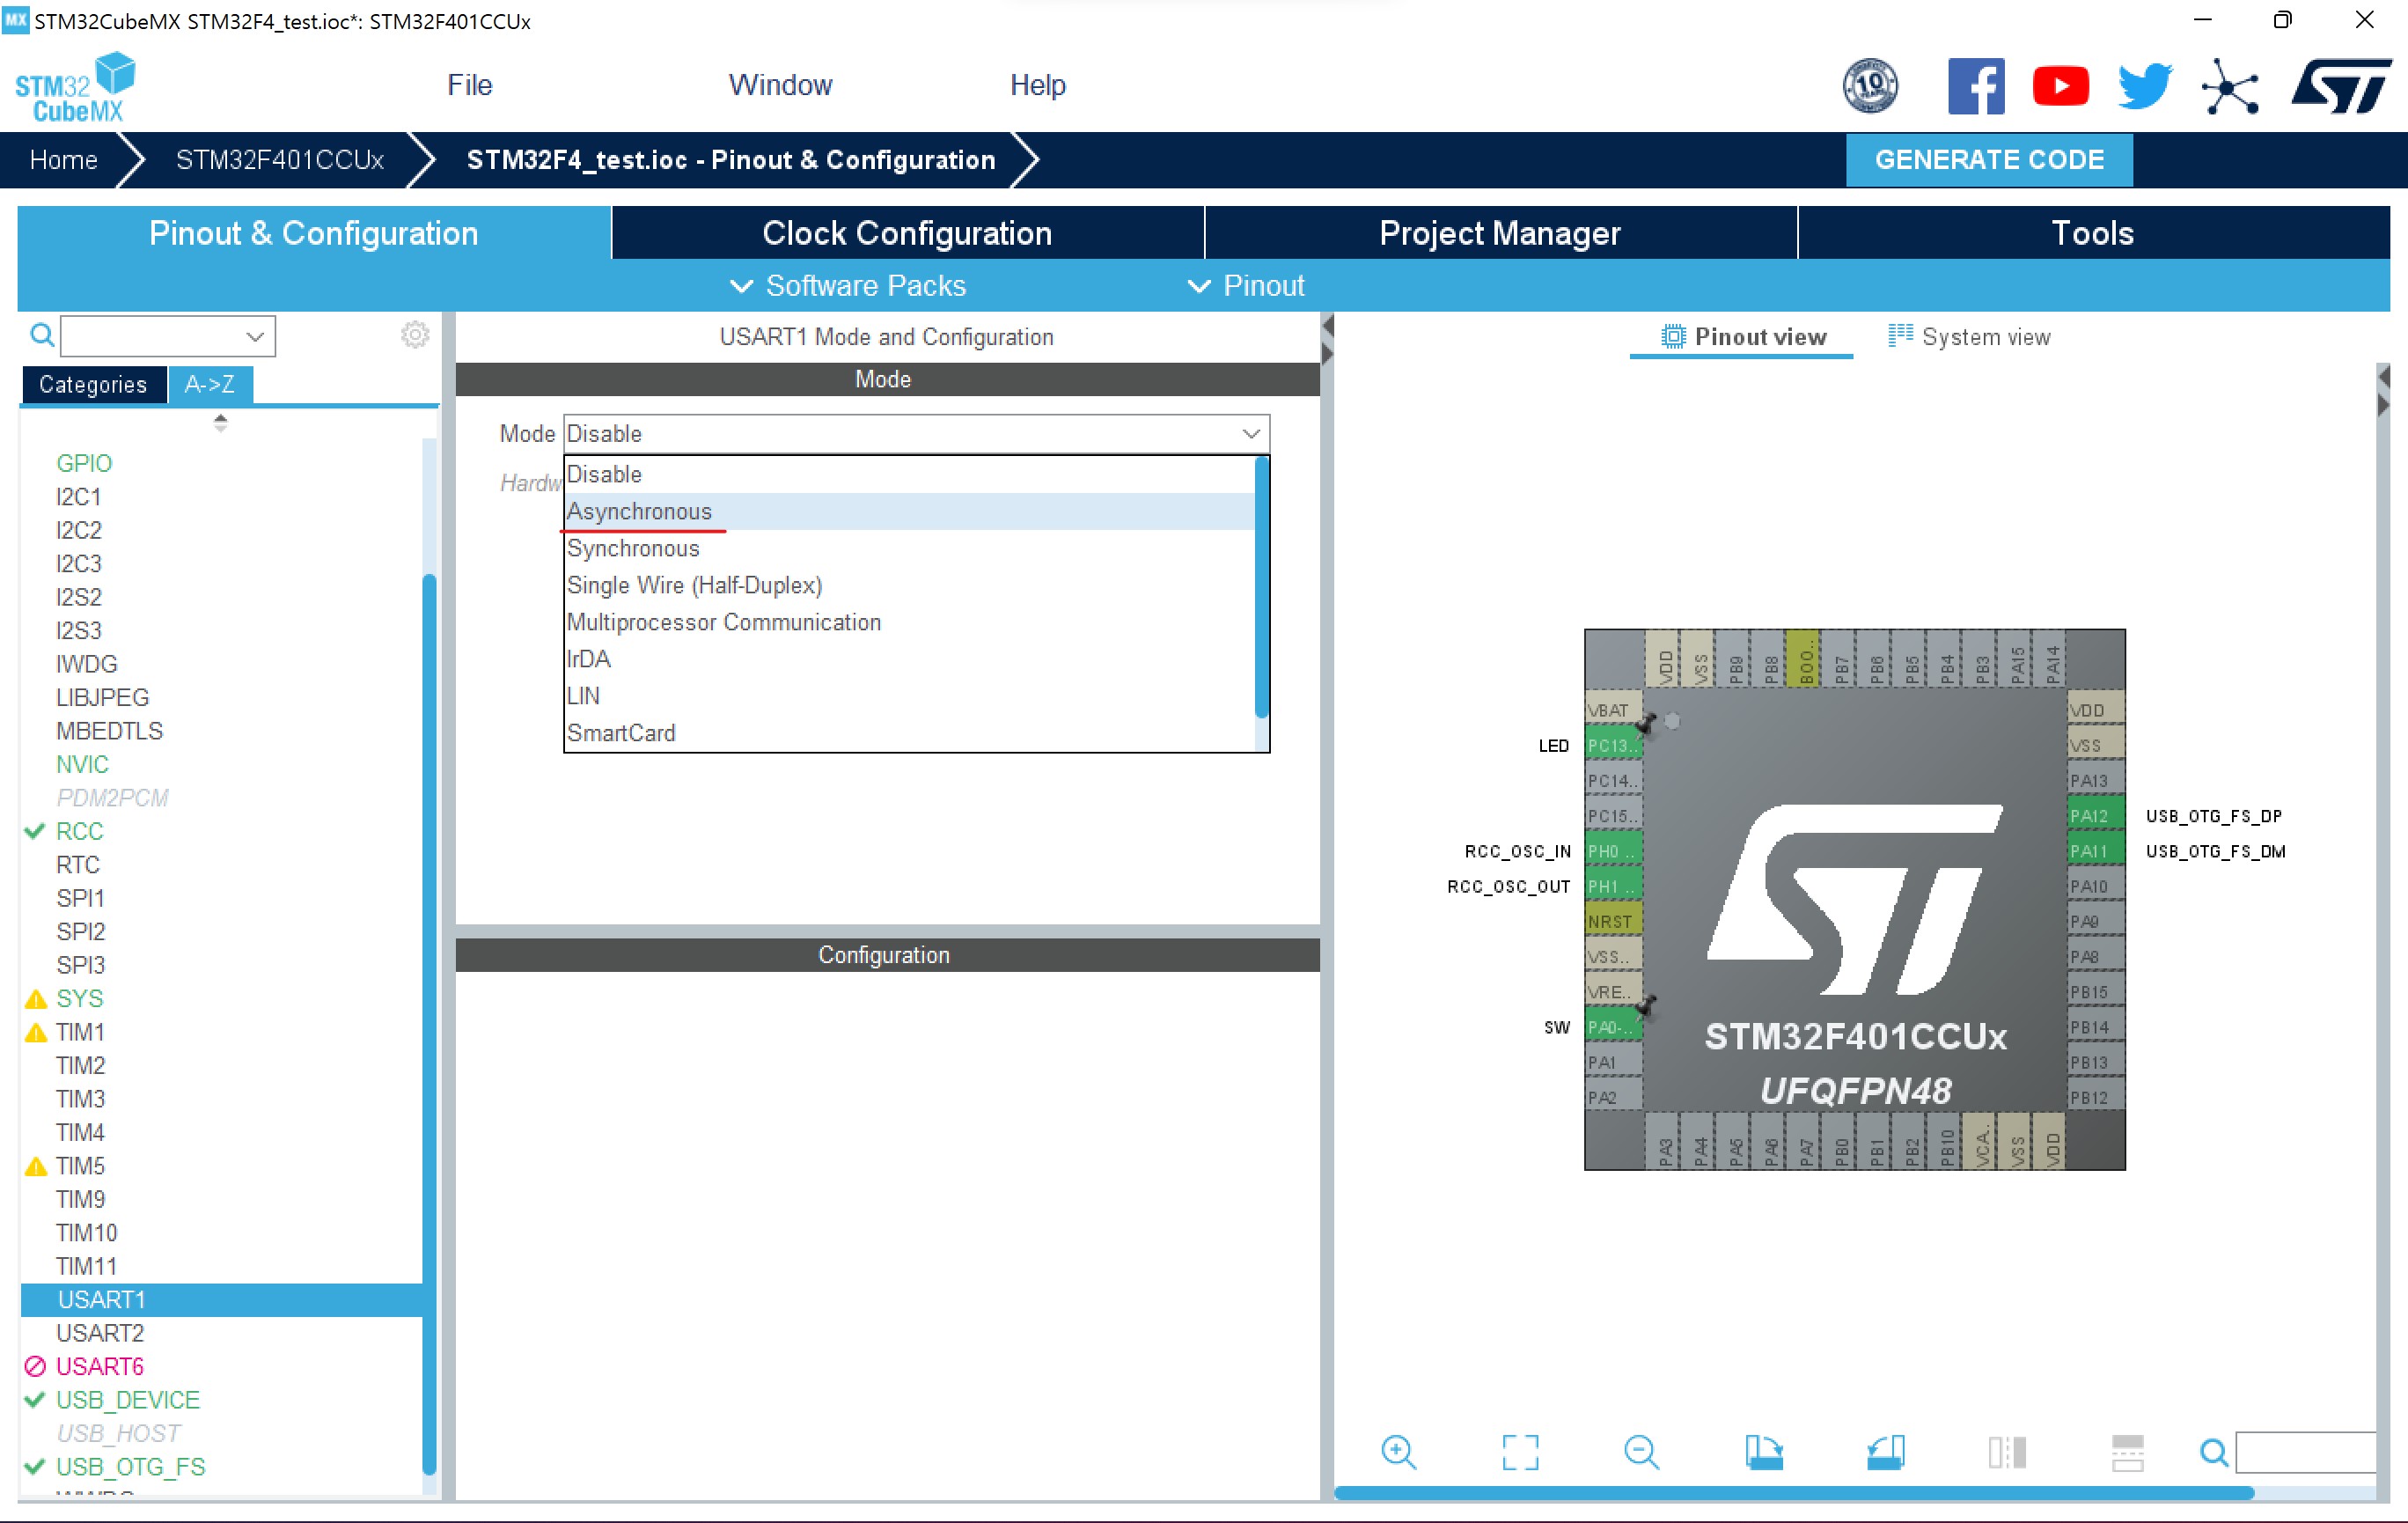 MX STM32CubeMX STM32F4_test.ioc*: STM32F401CCUx
STM32
CubeMX
File Window Help
10 YEARS
ST
Home STM32F401CCUx STM32F4_test.ioc - Pinout & Configuration GENERATE CODE
Pinout & Configuration Clock Configuration Project Manager Tools
Software Packs Pinout
USART1 Mode and Configuration
Pinout view System view
Categories A->Z
Mode
Mode Disable
Hardw
Disable
Asynchronous
Synchronous
Single Wire (Half-Duplex)
Multiprocessor Communication
IrDA
LIN
SmartCard
Configuration
GPIO
I2C1
I2C2
I2C3
I2S2
I2S3
IWDG
LIBJPEG
MBEDTLS
NVIC
PDM2PCM
RCC
RTC
SPI1
SPI2
SPI3
SYS
TIM1
TIM2
TIM3
TIM4
TIM5
TIM9
TIM10
TIM11
USART1
USART2
USART6
USB_DEVICE
USB_HOST
USB_OTG_FS
VDD VSS PB9 PB8 BOO.. PB7 PB6 PB5 PB4 PB3 PA15 PA14
VBAT
LED PC13..
PC14..
PC15..
RCC_OSC_IN PH0 ..
RCC_OSC_OUT PH1 ..
NRST
VSS..
VRE..
SW PA0-..
PA1
PA2
VDD
VSS
PA13
PA12 USB_OTG_FS_DP
PA11 USB_OTG_FS_DM
PA10
PA9
PA8
PB15
PB14
PB13
PB12
STM32F401CCUx
UFQFPN48
PA3 PA4 PA5 PA6 PA7 PB0 PB1 PB2 PB10 VCA.. VSS VDD